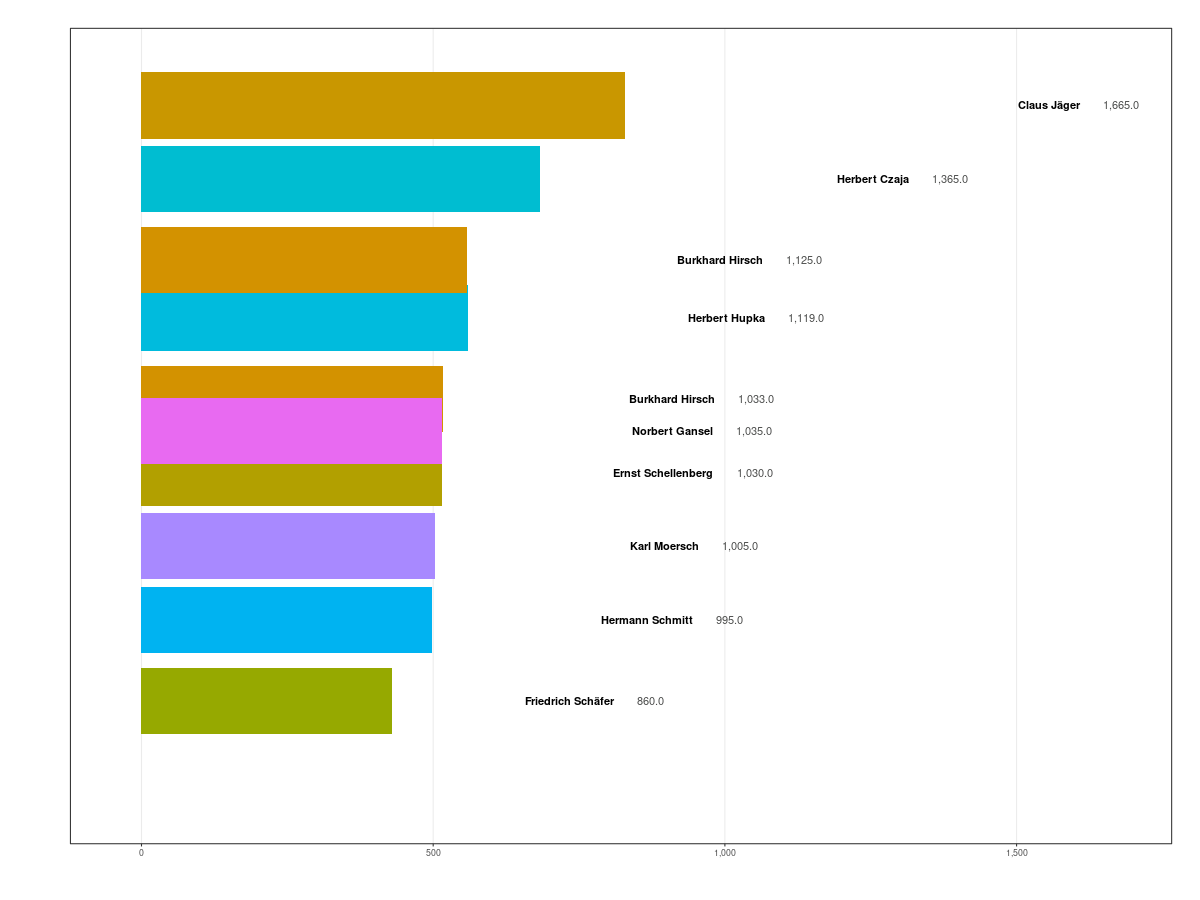 Claus Jäger 1,665.0
Herbert Czaja 1,365.0
Burkhard Hirsch 1,125.0
Herbert Hupka 1,119.0
Burkhard Hirsch 1,033.0
Norbert Gansel 1,035.0
Ernst Schellenberg 1,030.0
Karl Moersch 1,005.0
Hermann Schmitt 995.0
Friedrich Schäfer 860.0
0 500 1,000 1,500